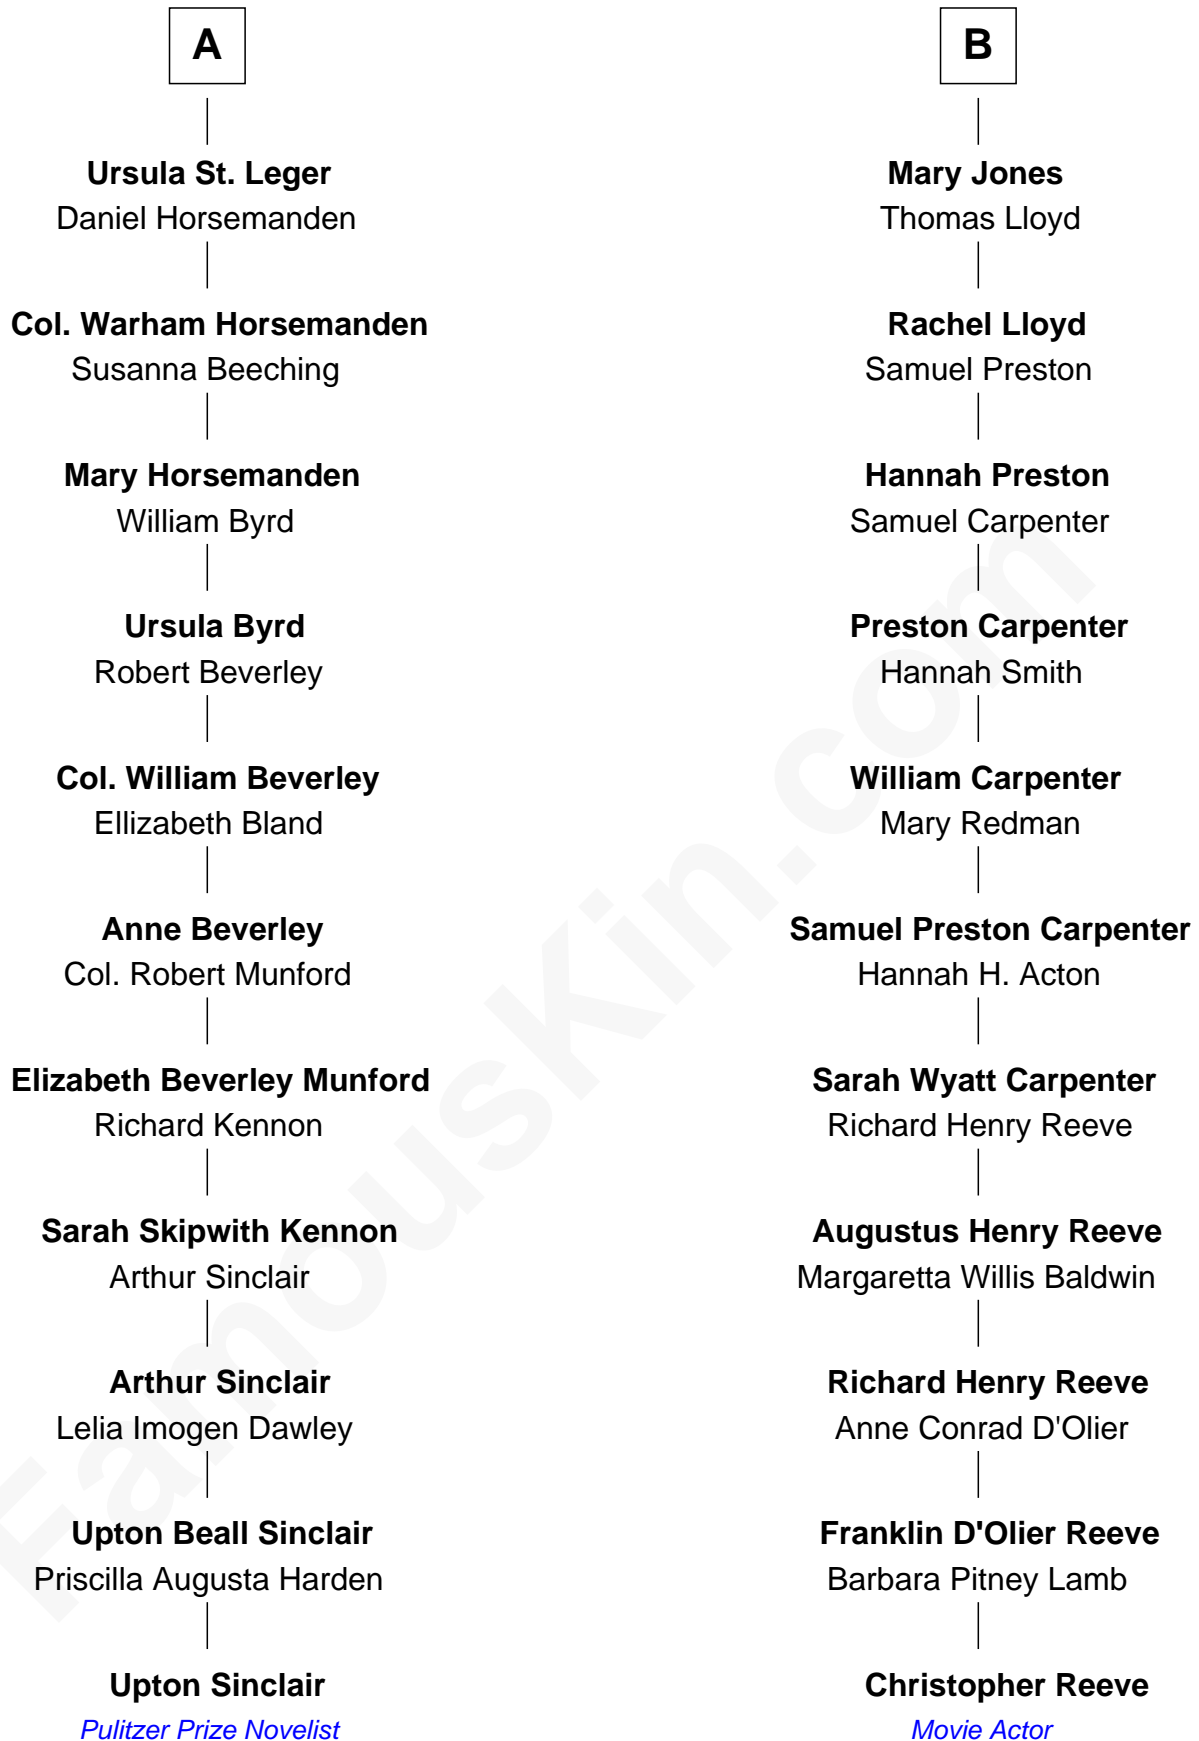 A
Ursula St. Leger
Daniel Horsemanden
Col. Warham Horsemanden
Susanna Beeching
Mary Horsemanden
William Byrd
Ursula Byrd
Robert Beverley
Col. William Beverley
Ellizabeth Bland
Anne Beverley
Col. Robert Munford
Elizabeth Beverley Munford
Richard Kennon
Sarah Skipwith Kennon
Arthur Sinclair
Arthur Sinclair
Lelia Imogen Dawley
Upton Beall Sinclair
Priscilla Augusta Harden
Upton Sinclair
Pulitzer Prize Novelist
B
Mary Jones
Thomas Lloyd
Rachel Lloyd
Samuel Preston
Hannah Preston
Samuel Carpenter
Preston Carpenter
Hannah Smith
William Carpenter
Mary Redman
Samuel Preston Carpenter
Hannah H. Acton
Sarah Wyatt Carpenter
Richard Henry Reeve
Augustus Henry Reeve
Margaretta Willis Baldwin
Richard Henry Reeve
Anne Conrad D'Olier
Franklin D'Olier Reeve
Barbara Pitney Lamb
Christopher Reeve
Movie Actor
FamousKin.com